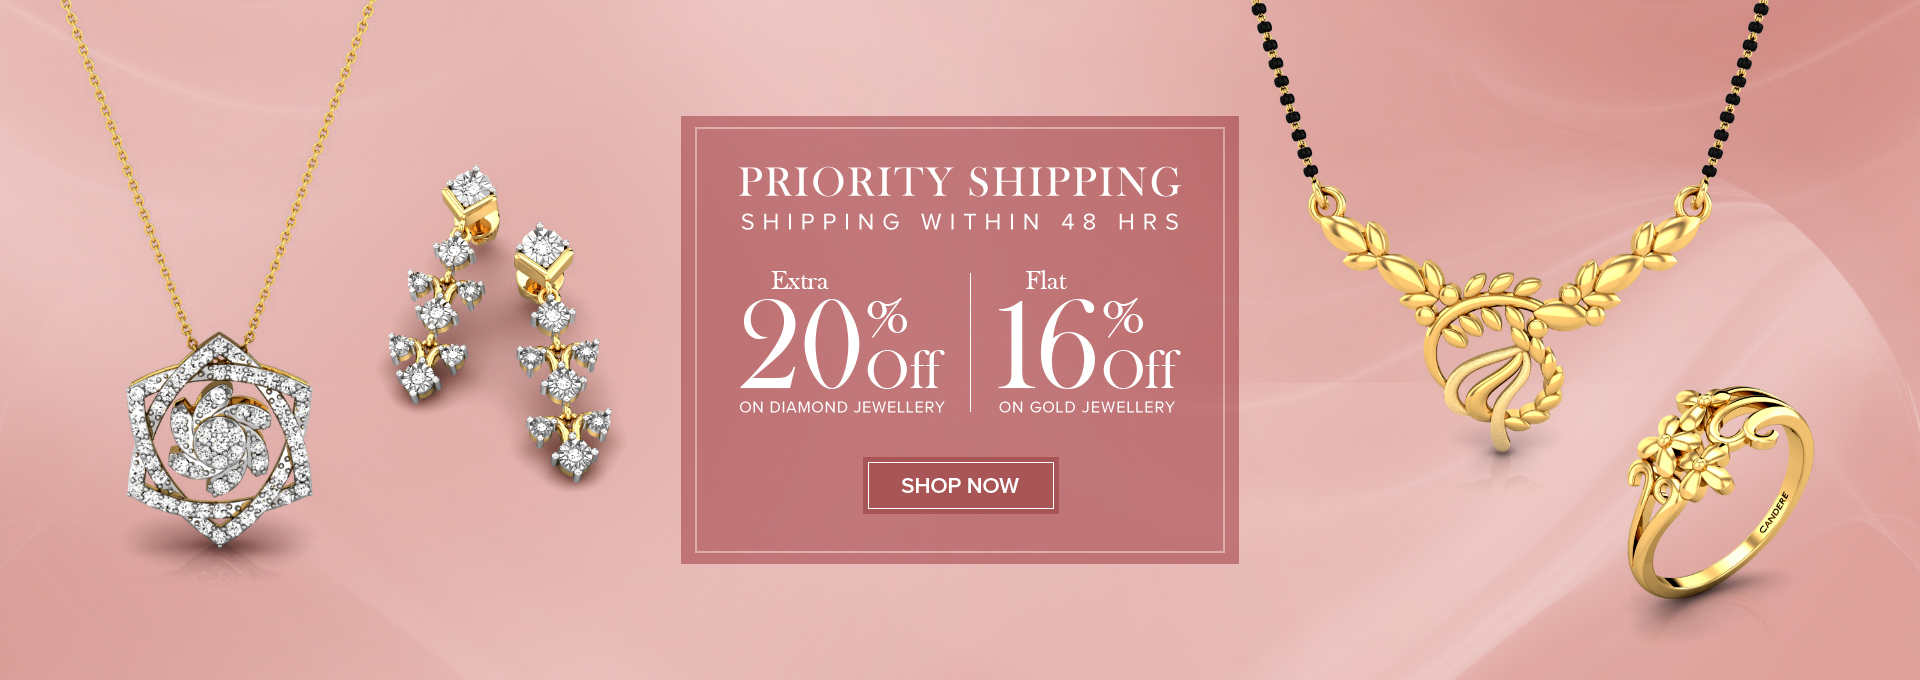 PRIORITY SHIPPING
SHIPPING WITHIN 48 HRS
Extra
20% Off
ON DIAMOND JEWELLERY
Flat
16% Off
ON GOLD JEWELLERY
SHOP NOW
CANDERE